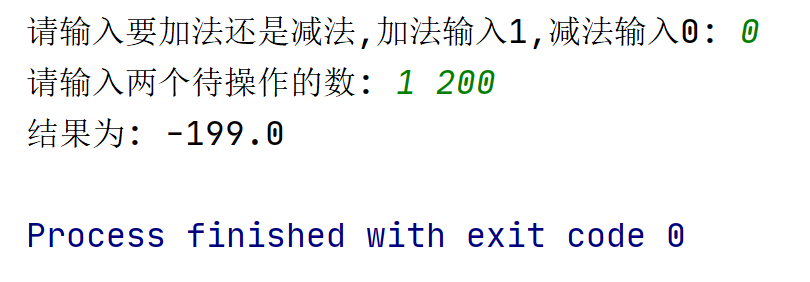 请输入要加法还是减法,加法输入1,减法输入0: 0
请输入两个待操作的数: 1 200
结果为: -199.0
Process finished with exit code 0